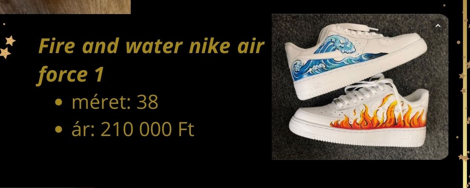 Fire and water nike air
force 1
• méret: 38
• ár: 210 000 Ft